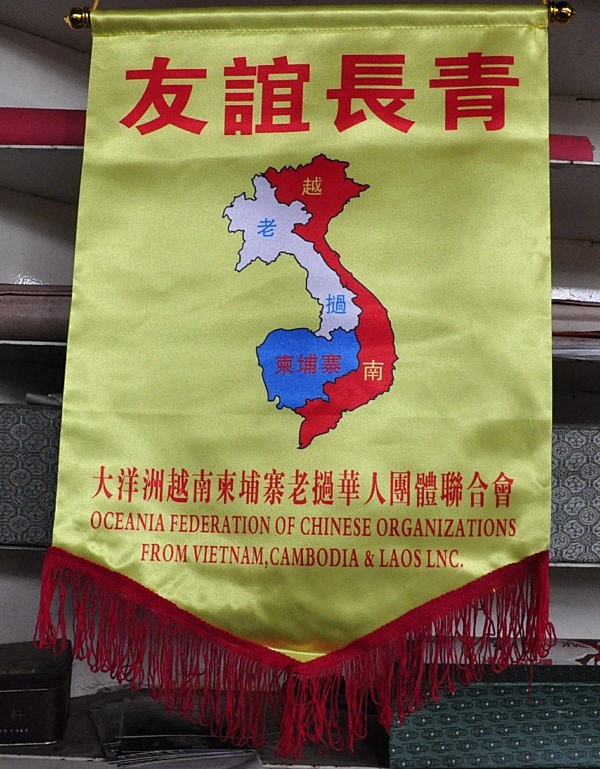 友誼長青
越
老
撾
柬埔寨
南
大洋洲越南柬埔寨老撾華人團體聯合會
OCEANIA FEDERATION OF CHINESE ORGANIZATIONS
FROM VIETNAM, CAMBODIA & LAOS LNC.